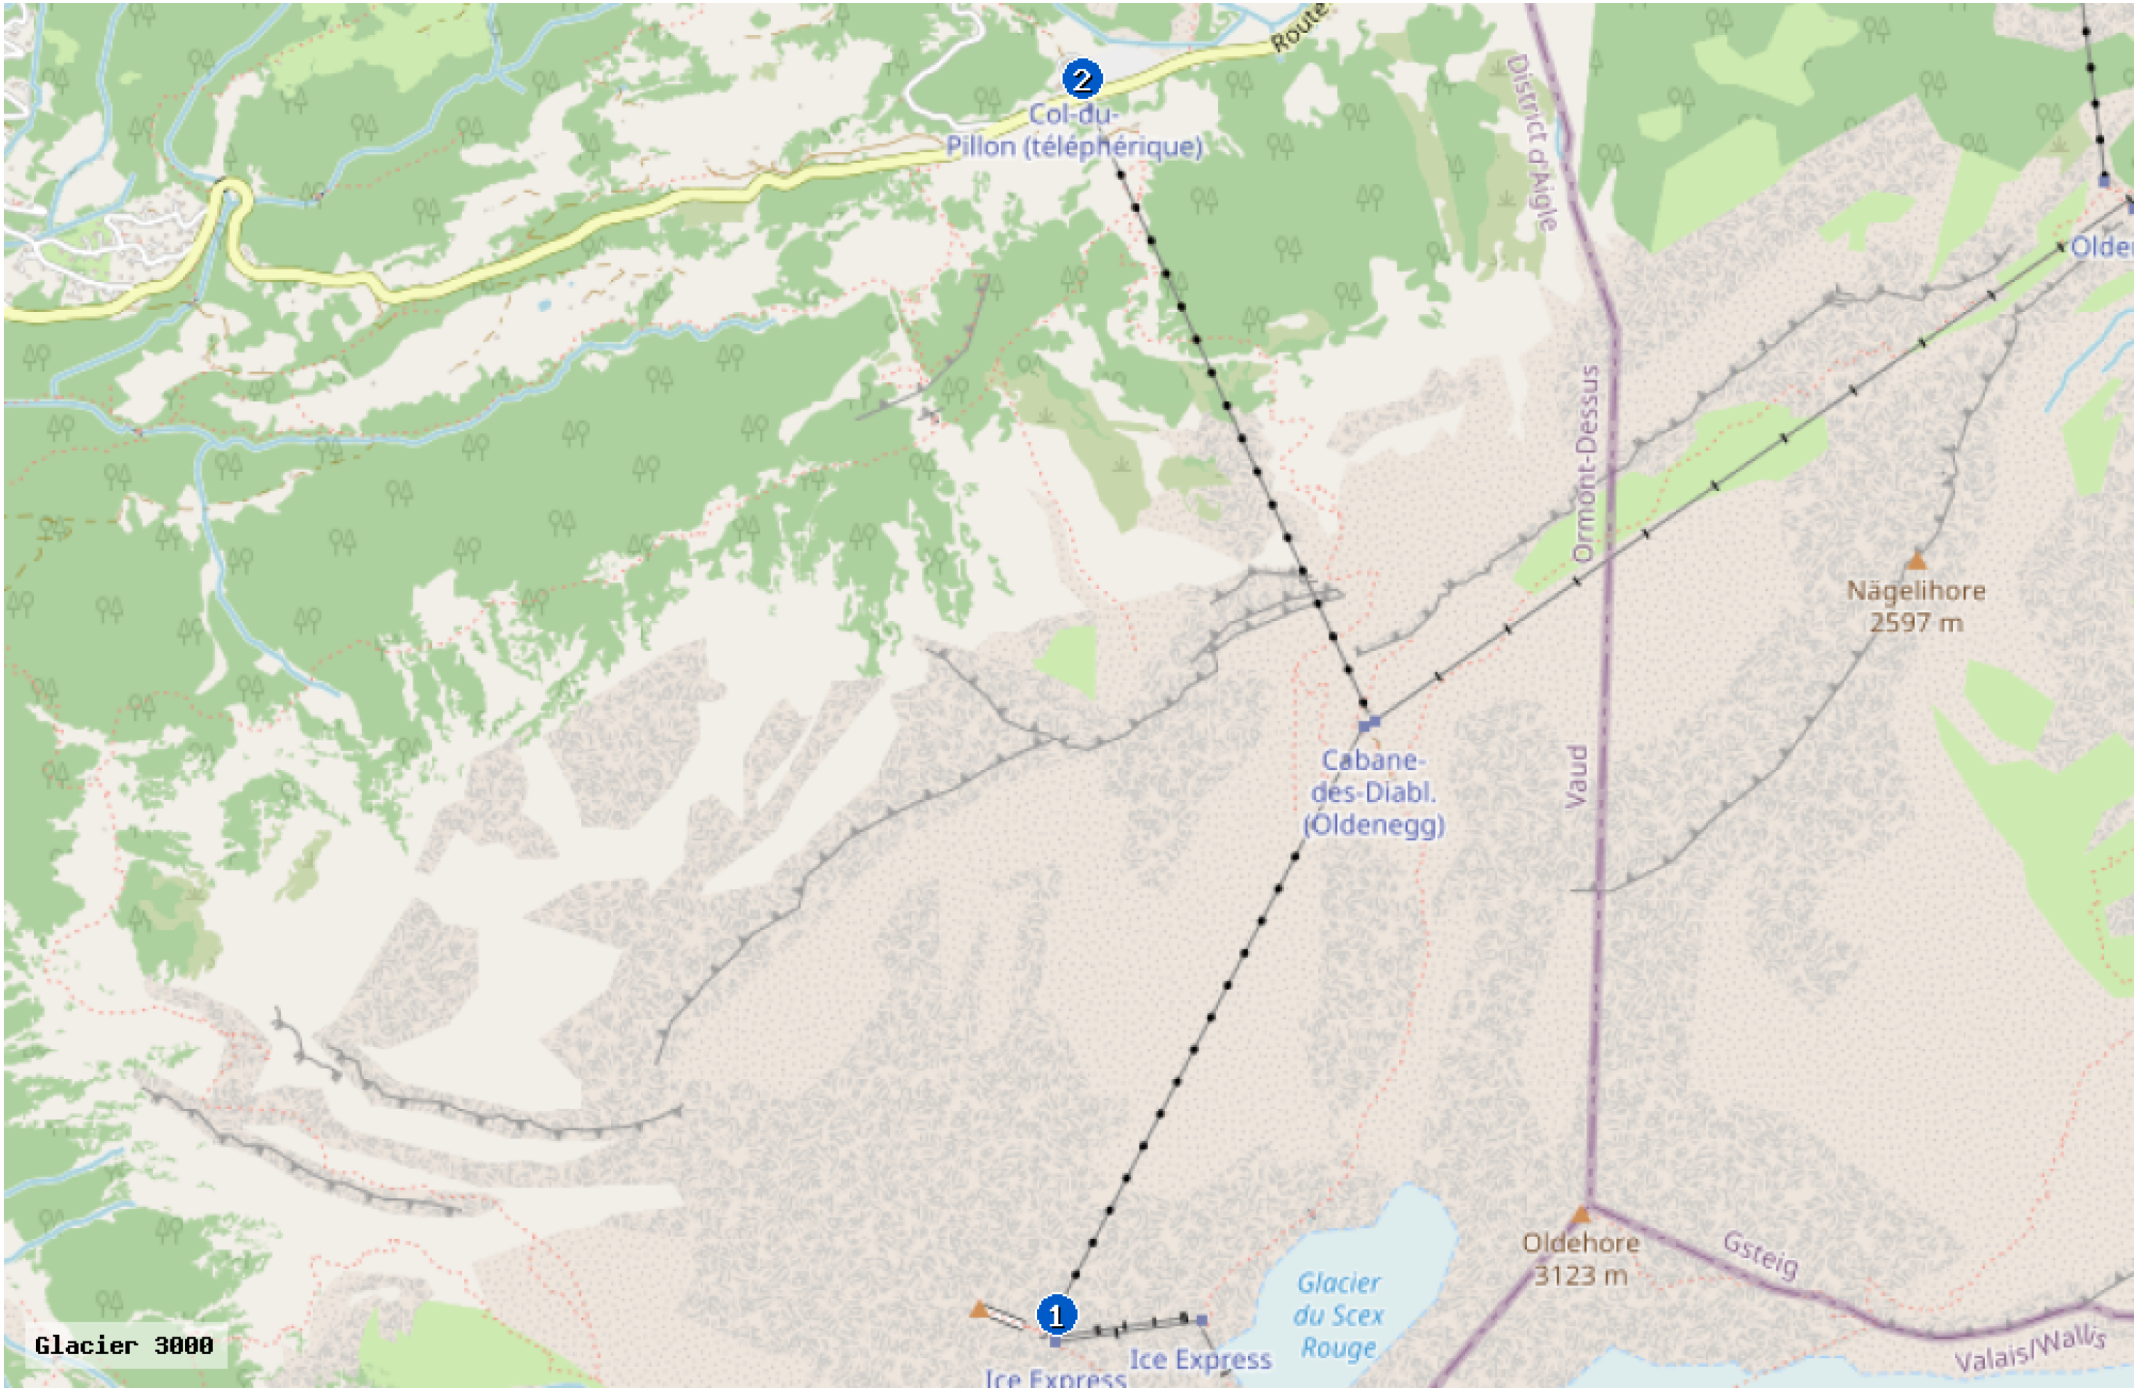 Route
2
Col-du-
Pillon (téléphérique)
District d'Aigle
Olde
Ormont-Dessus
Nägelihore
2597 m
Cabane-
des-Diabl.
(Oldenegg)
Vaud
Oldehore
3123 m
Gsteig
Glacier
du Scex
Rouge
1
Ice Express
Ice Express
Valais/Wallis
Glacier 3000